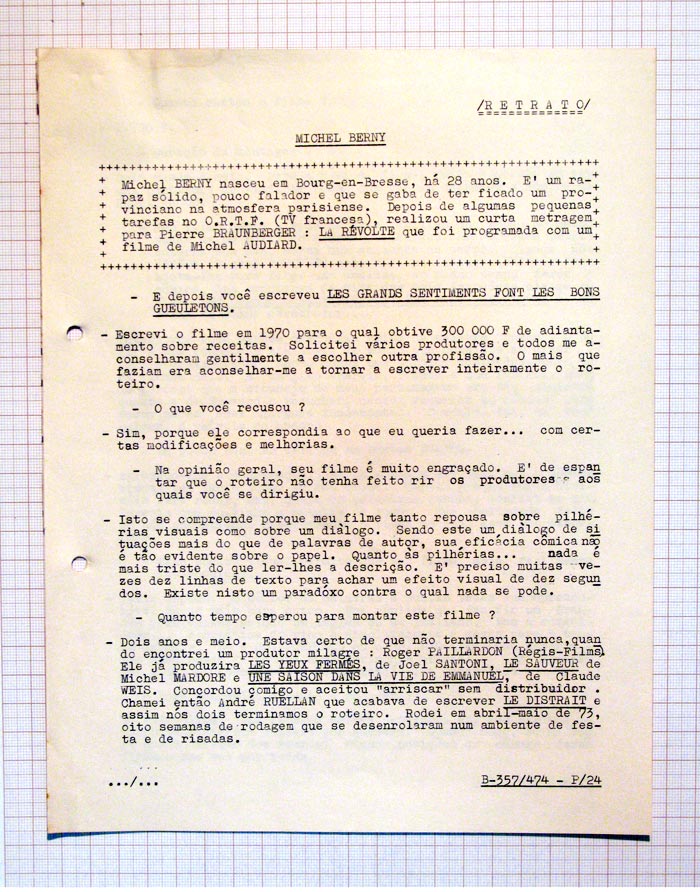 /R E T R A T O/
MICHEL BERNY
Michel BERNY nasceu em Bourg-en-Bresse, há 28 anos. E' um ra-
paz sólido, pouco falador e que se gaba de ter ficado um pro-
vinciano na atmosfera parisiense. Depois de algumas pequenas
tarefas no O.R.T.F. (TV francesa), realizou um curta metragem
para Pierre BRAUNBERGER : LA RÉVOLTE que foi programada com um
filme de Michel AUDIARD.
- E depois você escreveu LES GRANDS SENTIMENTS FONT LES BONS
GUEULETONS.
- Escrevi o filme em 1970 para o qual obtive 300 000 F de adianta-
mento sobre receitas. Solicitei vários produtores e todos me a-
conselharam gentilmente a escolher outra profissão. O mais que
faziam era aconselhar-me a tornar a escrever inteiramente o ro-
teiro.
- O que você recusou ?
- Sim, porque ele correspondia ao que eu queria fazer... com cer-
tas modificações e melhorias.
- Na opinião geral, seu filme é muito engraçado. E' de espan
tar que o roteiro não tenha feito rir os produtores aos
quais você se dirigiu.
- Isto se compreende porque meu filme tanto repousa sobre pilhé-
rias visuais como sobre um diálogo. Sendo este um diálogo de si
tuações mais do que de palavras de autor, sua eficácia cômica não
é tão evidente sobre o papel. Quanto às pilhérias... nada é
mais triste do que ler-lhes a descrição. E' preciso muitas ve-
zes dez linhas de texto para achar um efeito visual de dez segun
dos. Existe nisto um paradóxo contra o qual nada se pode.
- Quanto tempo esperou para montar este filme ?
- Dois anos e meio. Estava certo de que não terminaria nunca,quan
do ençontrei um produtor milagre : Roger PAILLARDON (Régis-Films)
Ele já produzira LES YEUX FERMÉS, de Joel SANTONI, LE SAUVEUR de
Michel MARDORE e UNE SAISON DANS LA VIE DE EMMANUEL, de Claude
WEIS. Concordou comigo e aceitou "arriscar" sem distribuidor .
Chamei então André RUELLAN que acabava de escrever LE DISTRAIT e
assim nós dois terminamos o roteiro. Rodei em abril-maio de 73,
oito semanas de rodagem que se desenrolaram num ambiente de fes-
ta e de risadas.
.../...
B-357/474 - P/24